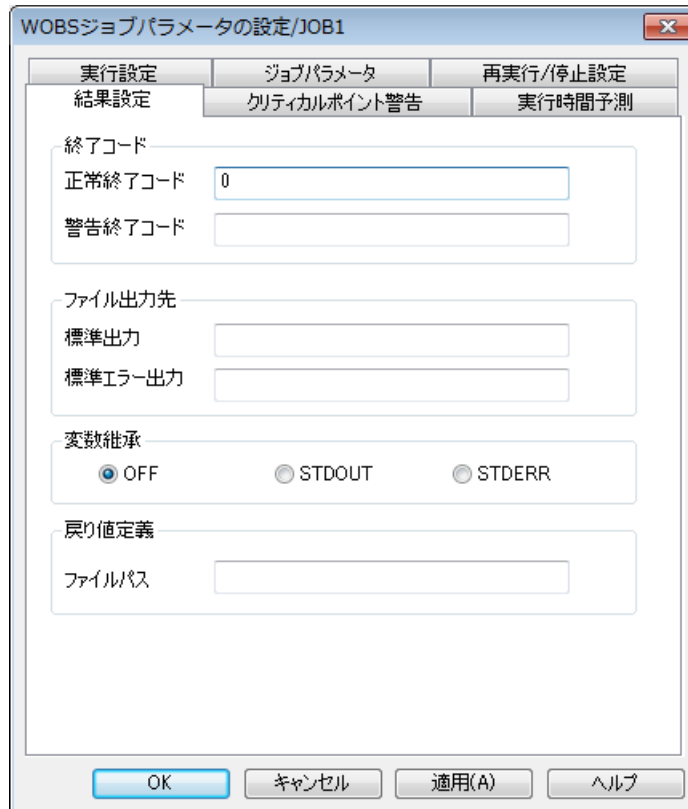 WOBSジョブパラメータの設定/JOB1
実行設定 ジョブパラメータ 再実行/停止設定
結果設定 クリティカルポイント警告 実行時間予測
終了コード
正常終了コード 0
警告終了コード
ファイル出力先
標準出力
標準エラー出力
変数継承
OFF STDOUT STDERR
戻り値定義
ファイルパス
OK キャンセル 適用(A) ヘルプ